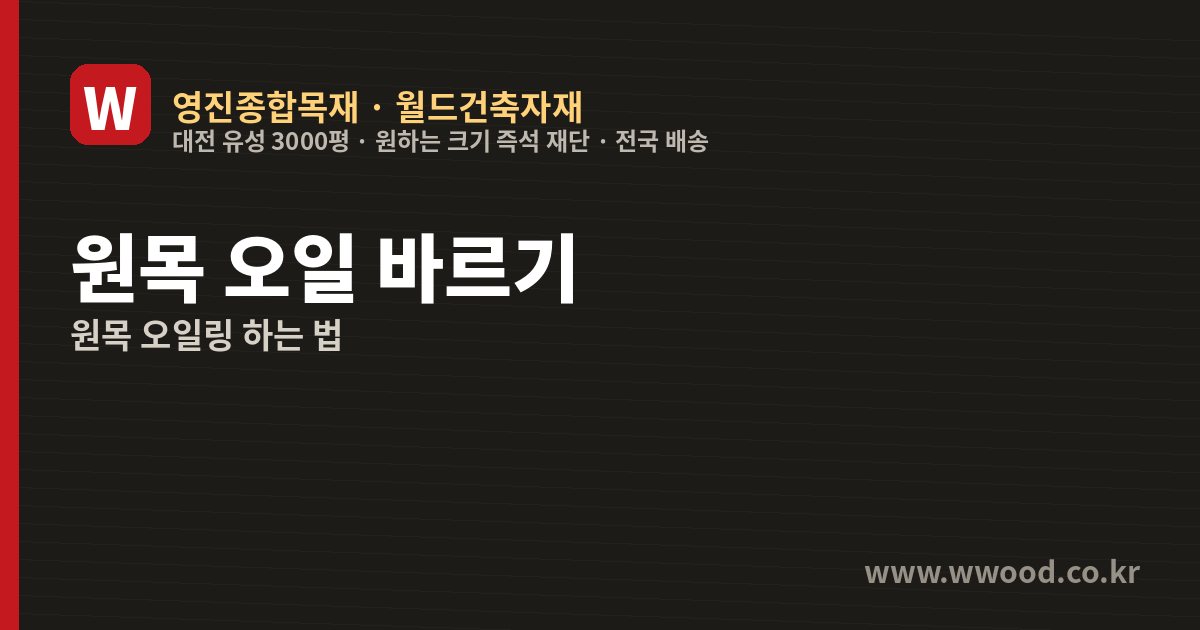 W
영진종합목재 · 월드건축자재
대전 유성 3000평 · 원하는 크기 즉석 재단 · 전국 배송
원목 오일 바르기
원목 오일링 하는 법
www.wwood.co.kr